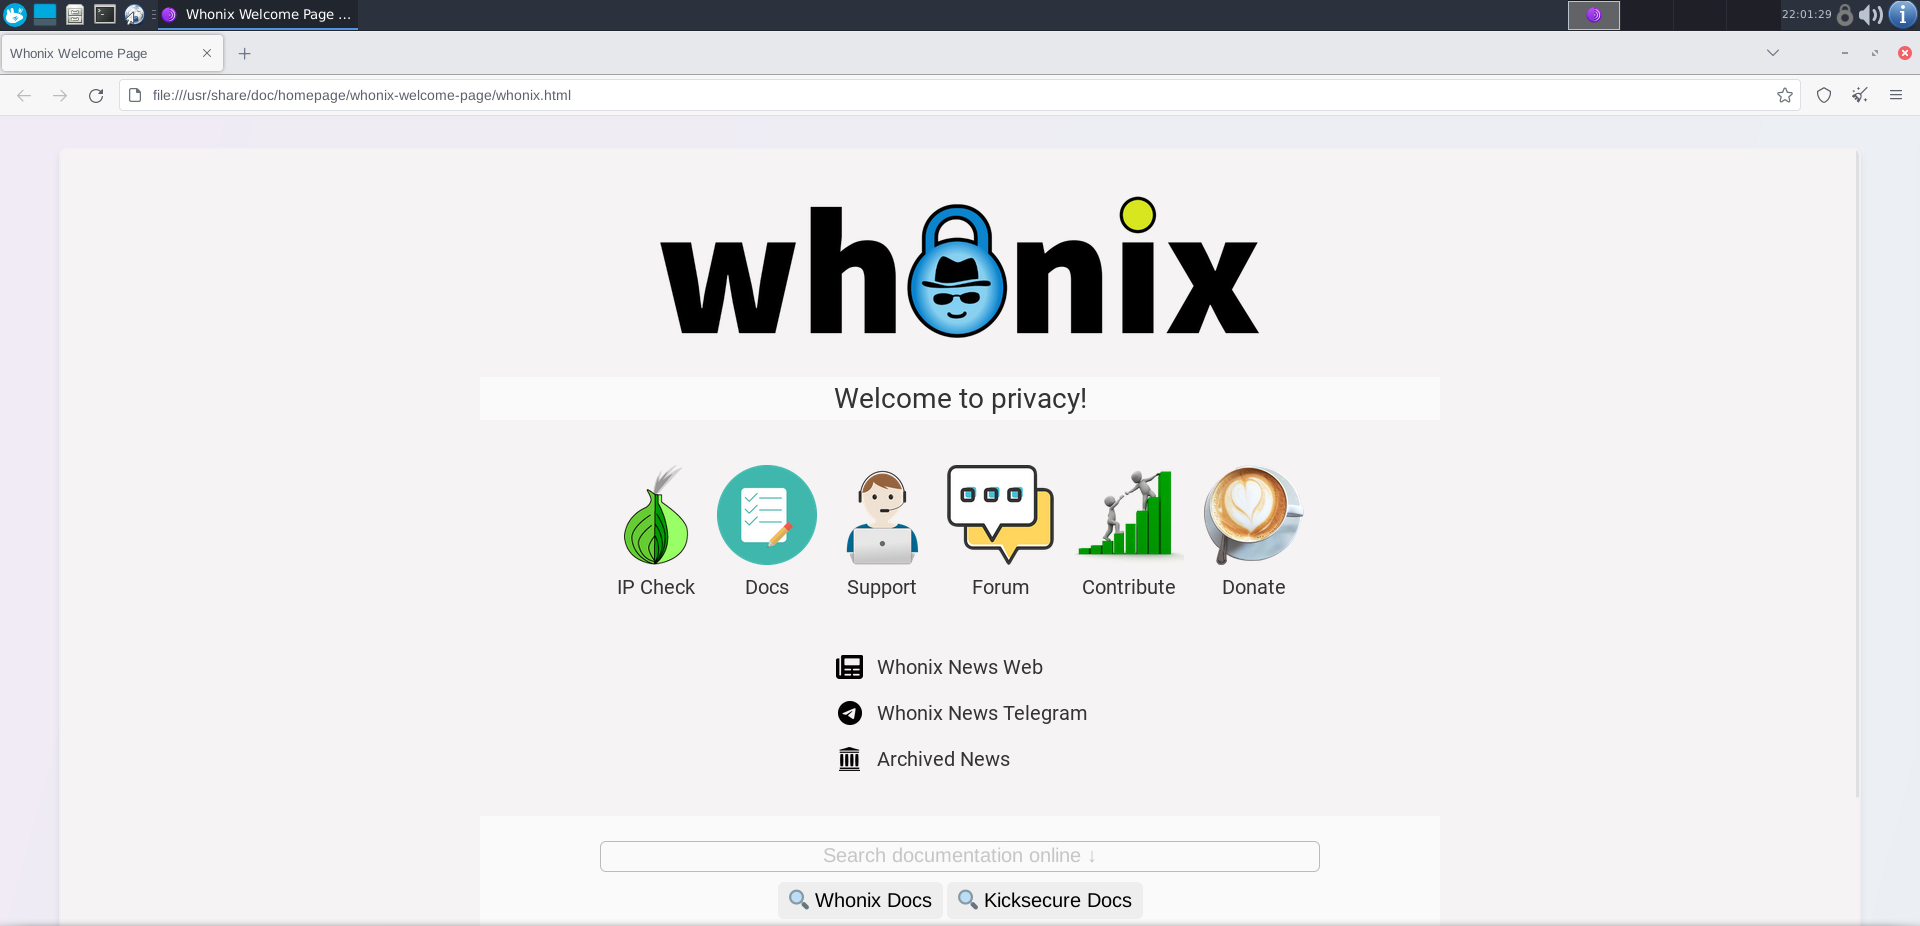 Whonix Welcome Page ...
22:01:29
Whonix Welcome Page
file:///usr/share/doc/homepage/whonix-welcome-page/whonix.html
whonix
Welcome to privacy!
IP Check
Docs
Support
Forum
Contribute
Donate
Whonix News Web
Whonix News Telegram
Archived News
Search documentation online ↓
Whonix Docs
Kicksecure Docs